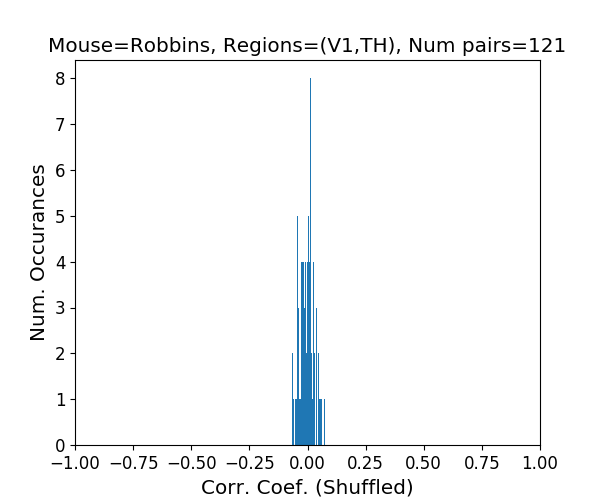 Mouse=Robbins, Regions=(V1,TH), Num pairs=121
8
7
6
5
4
3
2
1
0
Num. Occurances
−1.00 −0.75 −0.50 −0.25 0.00 0.25 0.50 0.75 1.00
Corr. Coef. (Shuffled)